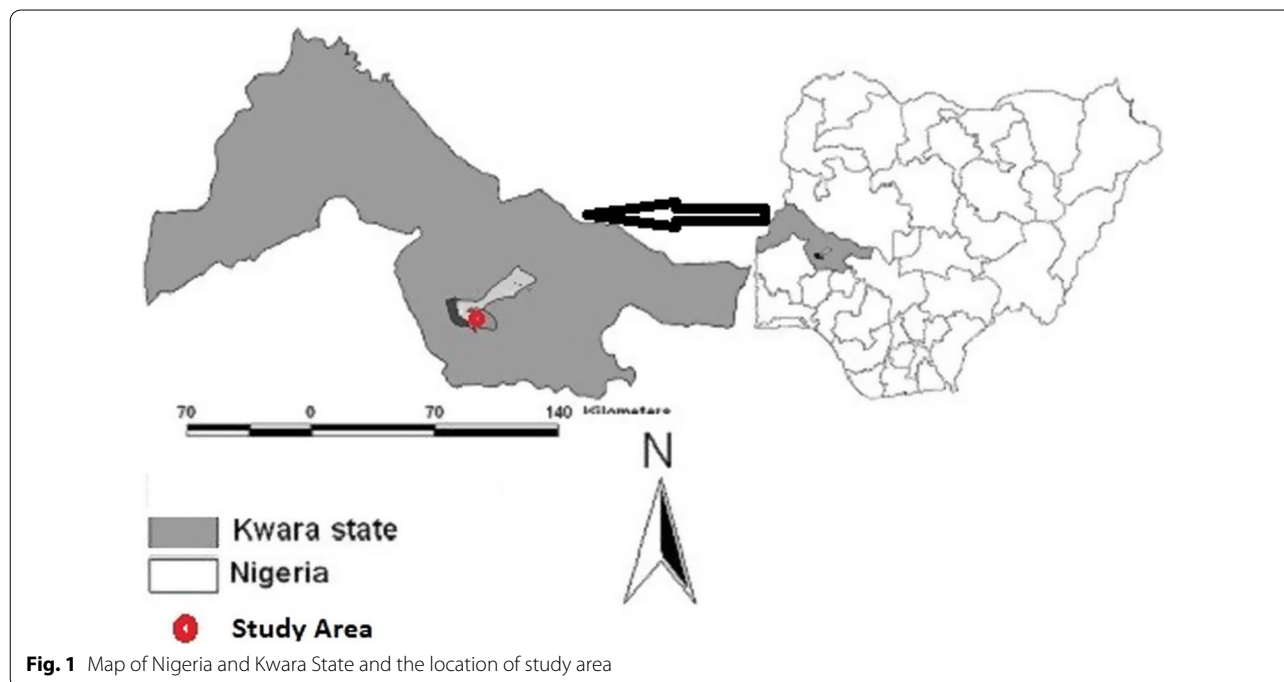 70 0 70 140 Kilometers
N
Kwara state
Nigeria
Study Area
Fig. 1 Map of Nigeria and Kwara State and the location of study area